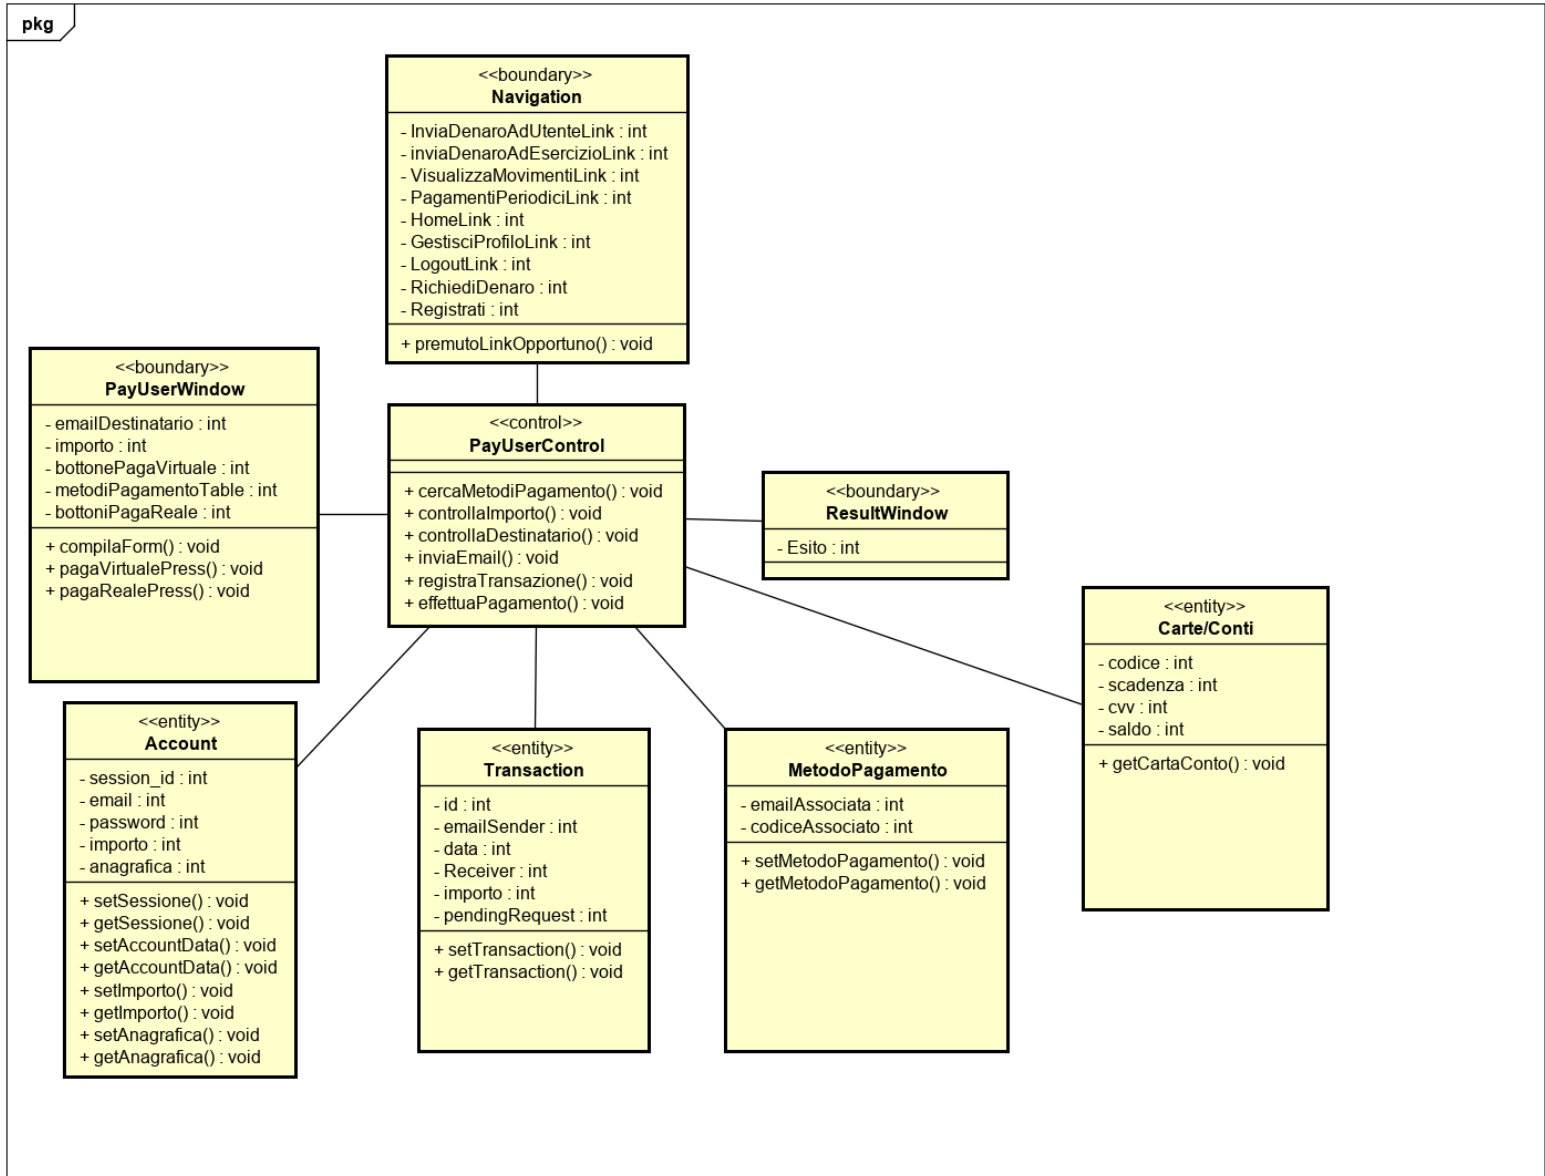 pkg
<<boundary>>
Navigation
- InviaDenaroAdUtenteLink : int
- inviaDenaroAdEsercizioLink : int
- VisualizzaMovimentiLink : int
- PagamentiPeriodiciLink : int
- HomeLink : int
- GestisciProfiloLink : int
- LogoutLink : int
- RichiediDenaro : int
- Registrati : int
+ premutoLinkOpportuno() : void
<<boundary>>
PayUserWindow
- emailDestinatario : int
- importo : int
- bottonePagaVirtuale : int
- metodiPagamentoTable : int
- bottoniPagaReale : int
+ compilaForm() : void
+ pagaVirtualePress() : void
+ pagaRealePress() : void
<<control>>
PayUserControl
+ cercaMetodiPagamento() : void
+ controllaImporto() : void
+ controllaDestinatario() : void
+ inviaEmail() : void
+ registraTransazione() : void
+ effettuaPagamento() : void
<<boundary>>
ResultWindow
- Esito : int
<<entity>>
Carte/Conti
- codice : int
- scadenza : int
- cvv : int
- saldo : int
+ getCartaConto() : void
<<entity>>
Account
- session_id : int
- email : int
- password : int
- importo : int
- anagrafica : int
+ setSessione() : void
+ getSessione() : void
+ setAccountData() : void
+ getAccountData() : void
+ setImporto() : void
+ getImporto() : void
+ setAnagrafica() : void
+ getAnagrafica() : void
<<entity>>
Transaction
- id : int
- emailSender : int
- data : int
- Receiver : int
- importo : int
- pendingRequest : int
+ setTransaction() : void
+ getTransaction() : void
<<entity>>
MetodoPagamento
- emailAssociata : int
- codiceAssociato : int
+ setMetodoPagamento() : void
+ getMetodoPagamento() : void